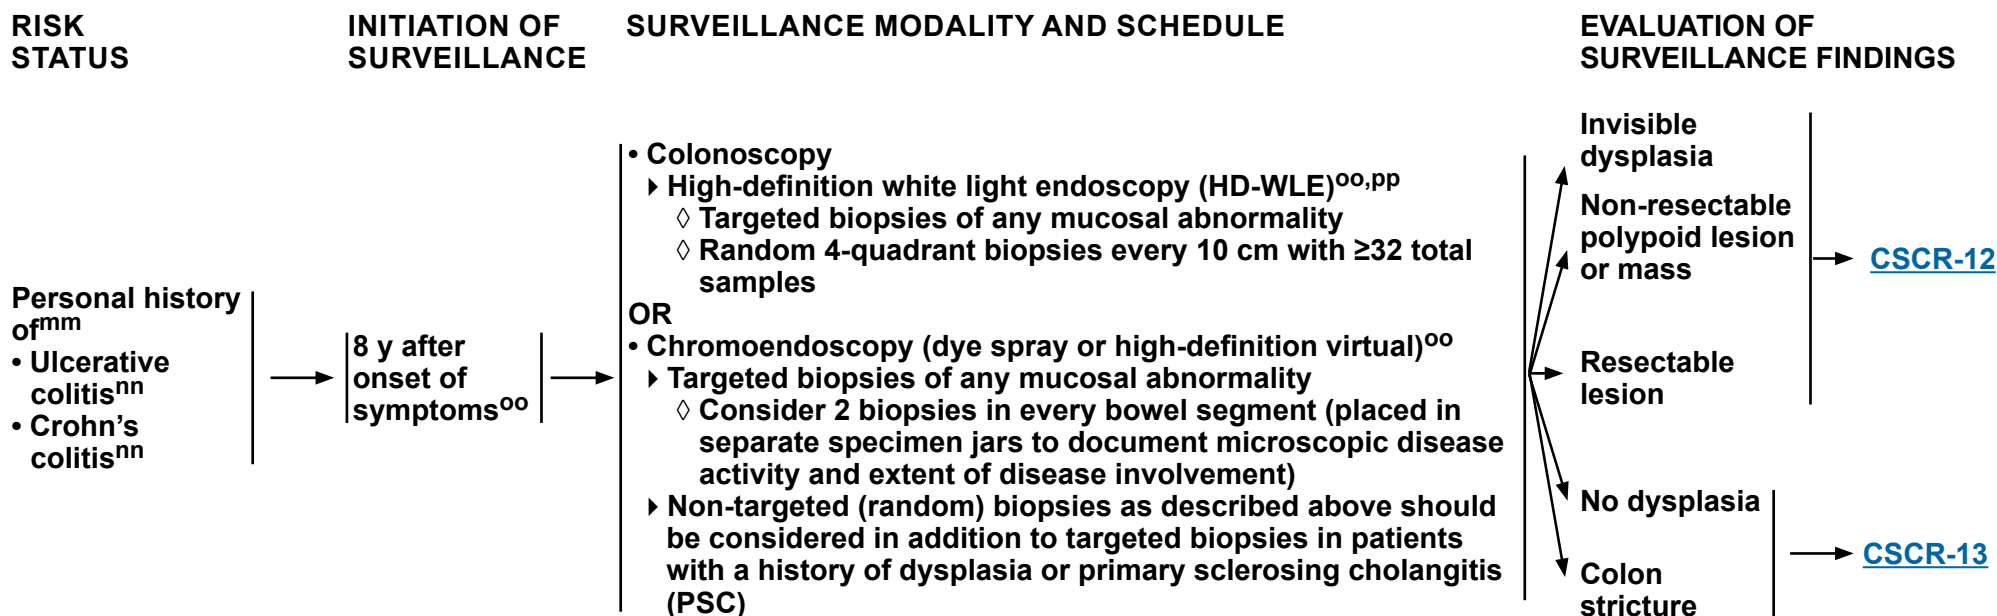 RISK
STATUS
INITIATION OF
SURVEILLANCE
SURVEILLANCE MODALITY AND SCHEDULE
EVALUATION OF
SURVEILLANCE FINDINGS
Personal history
ofmm
• Ulcerative
colitisnn
• Crohn’s
colitisnn
8 y after
onset of
symptomsoo
• Colonoscopy
▸ High-definition white light endoscopy (HD-WLE)oo,pp
◊ Targeted biopsies of any mucosal abnormality
◊ Random 4-quadrant biopsies every 10 cm with ≥32 total
samples
OR
• Chromoendoscopy (dye spray or high-definition virtual)oo
▸ Targeted biopsies of any mucosal abnormality
◊ Consider 2 biopsies in every bowel segment (placed in
separate specimen jars to document microscopic disease
activity and extent of disease involvement)
▸ Non-targeted (random) biopsies as described above should
be considered in addition to targeted biopsies in patients
with a history of dysplasia or primary sclerosing cholangitis
(PSC)
Invisible
dysplasia
Non-resectable
polypoid lesion
or mass
Resectable
lesion
CSCR-12
No dysplasia
Colon
stricture
CSCR-13